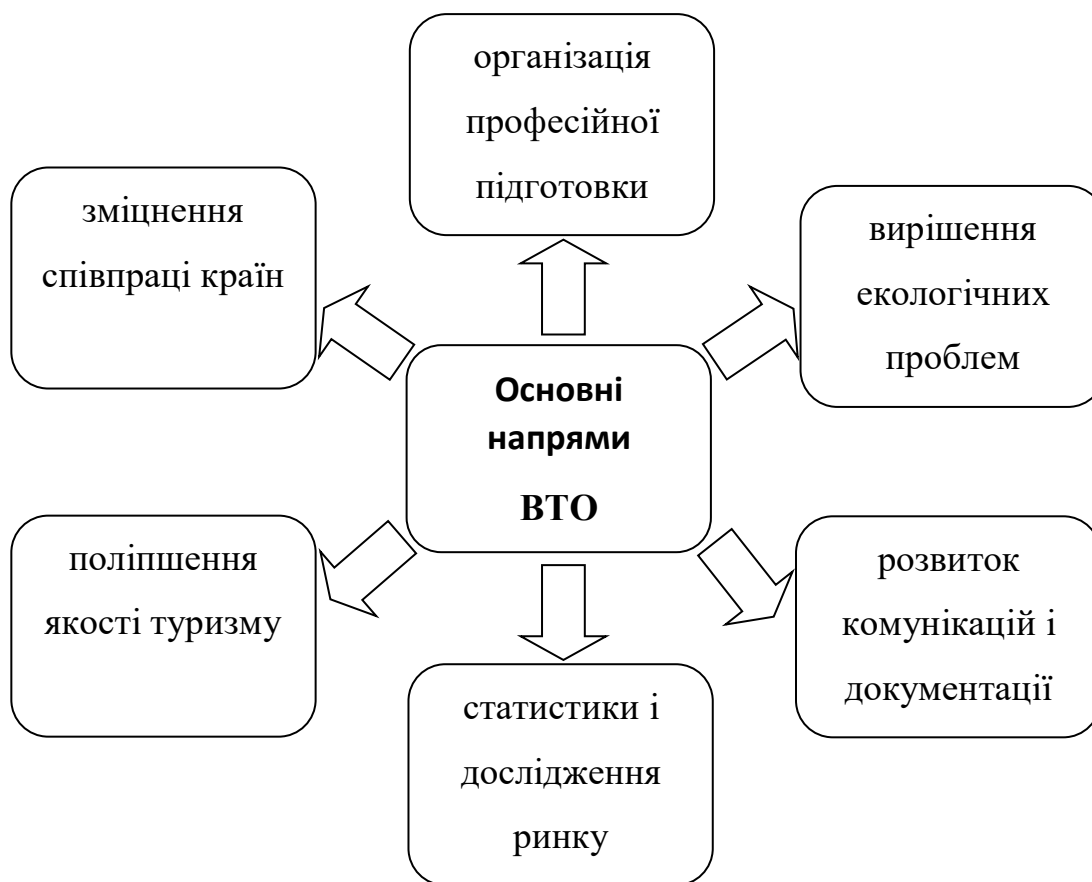 організація
професійної
підготовки
зміцнення
співпраці країн
вирішення
екологічних
проблем
Основні
напрями
ВТО
поліпшення
якості туризму
розвиток
комунікацій і
документації
статистики і
дослідження
ринку